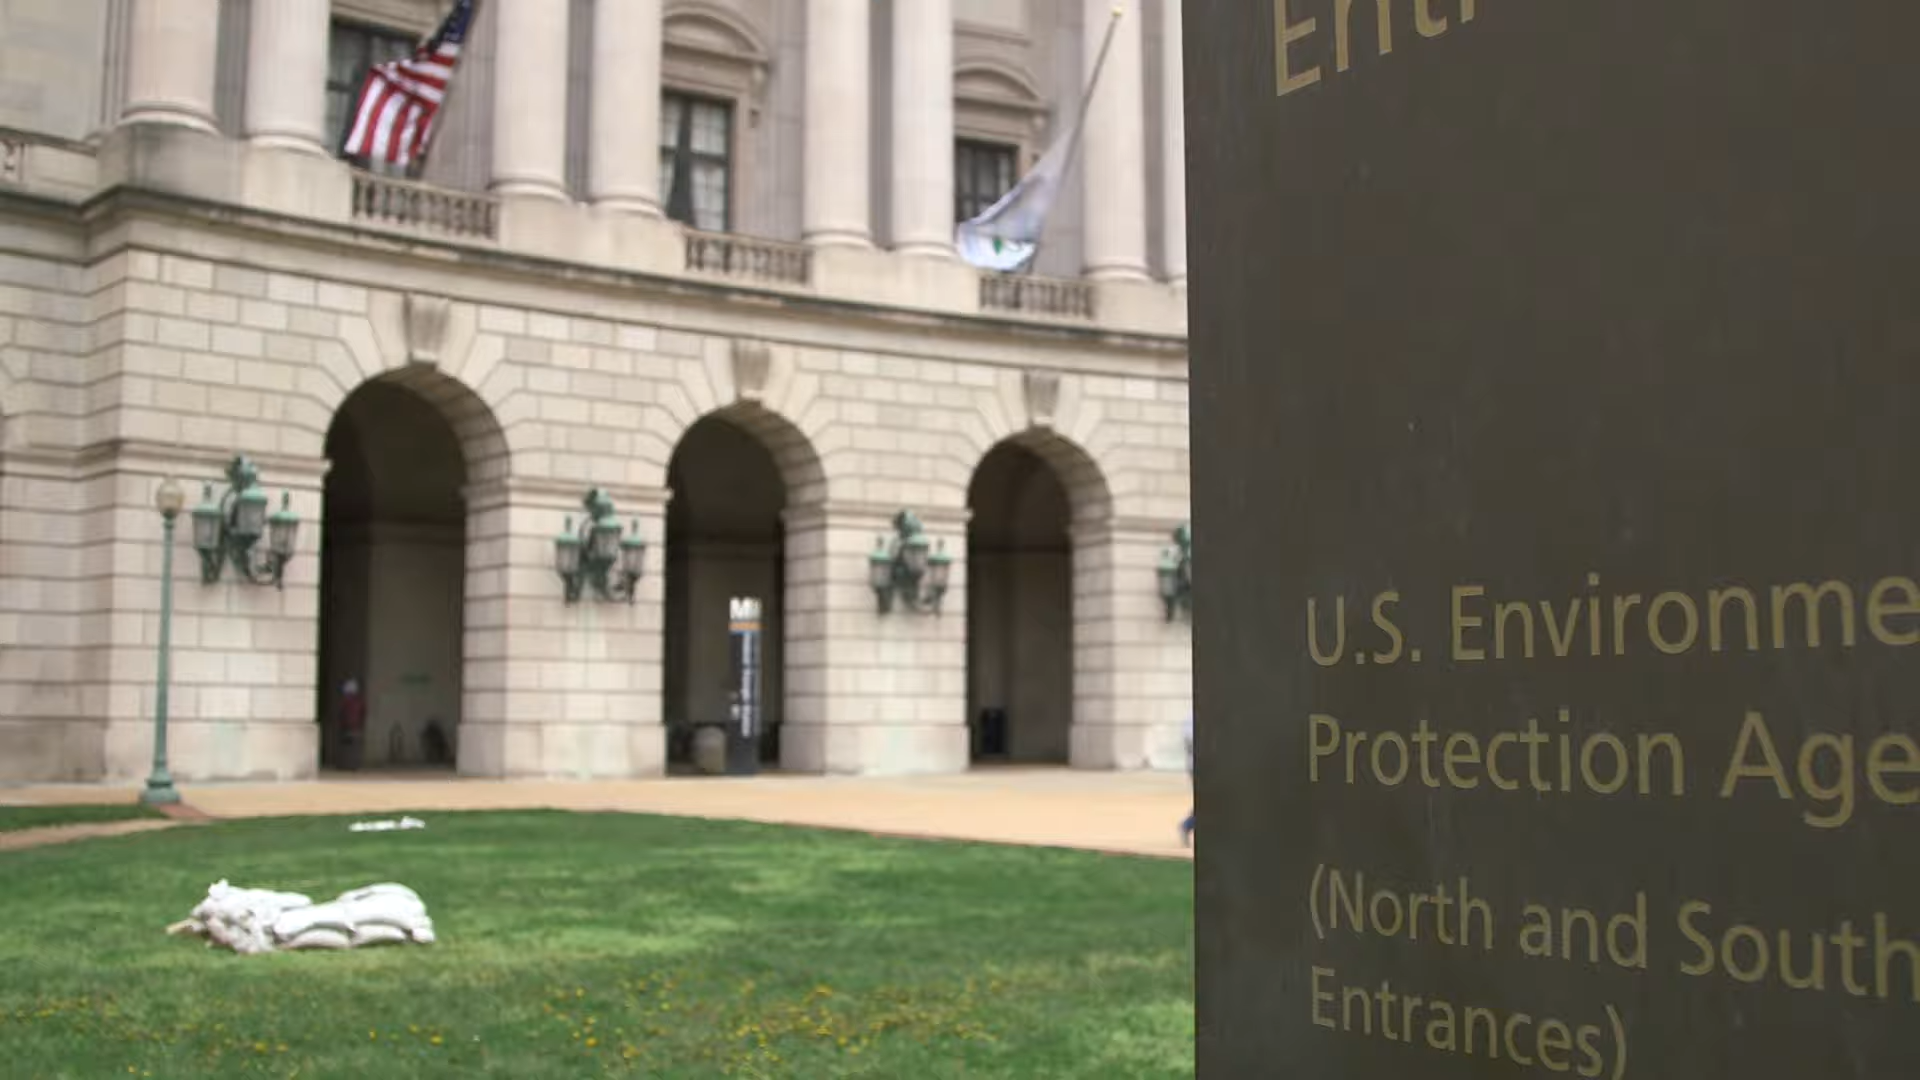 U.S. Environme
Protection Age
(North and South
Entrances)
M